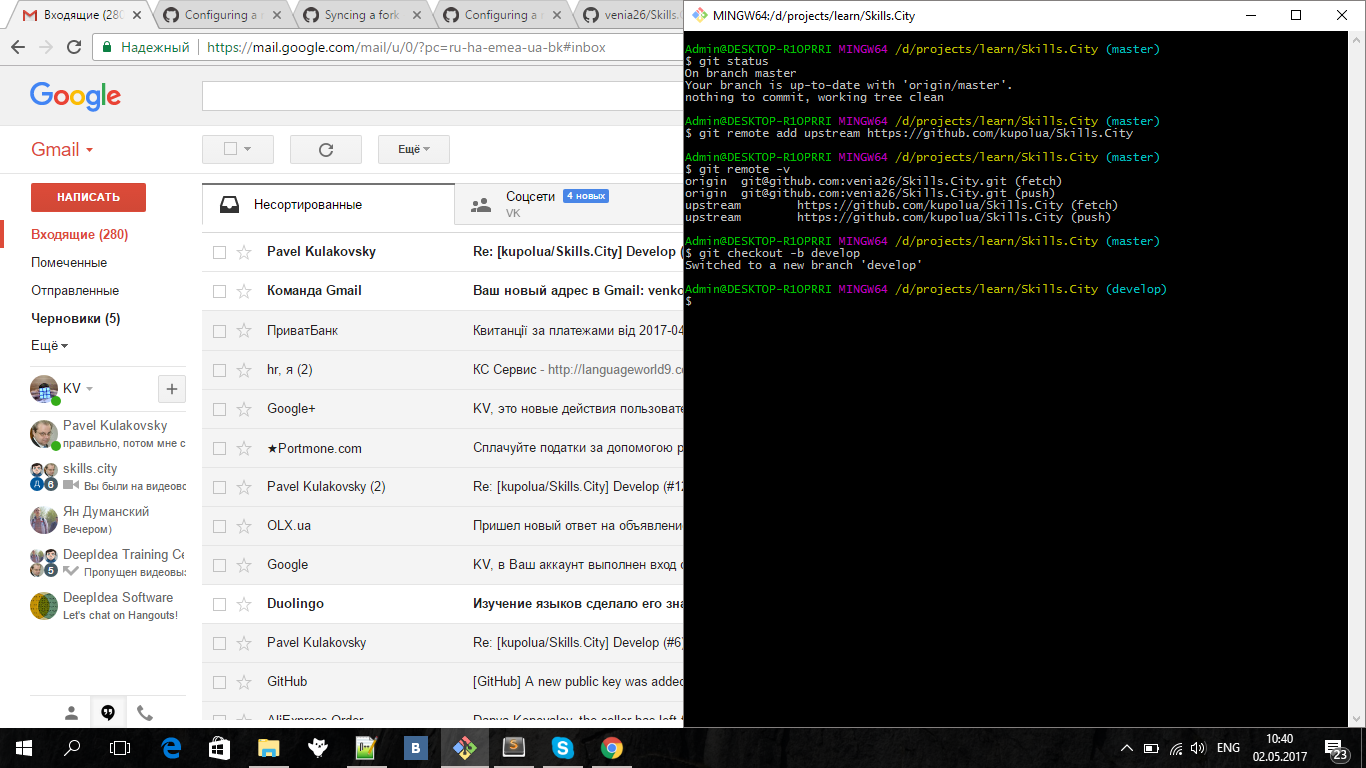 Входящие (280
Configuring a r
Syncing a fork
Configuring a r
venia26/Skills.
MINGW64:/d/projects/learn/Skills.City
Надежный
https://mail.google.com/mail/u/0/?pc=ru-ha-emea-ua-bk#inbox
Google
Gmail
Ещё
НАПИСАТЬ
Входящие (280)
Помеченные
Отправленные
Черновики (5)
Ещё
KV
Pavel Kulakovsky
правильно, потом мне с
skills.city
Д 6
Вы были на видеовс
Ян Думанский
Вечером)
DeepIdea Training Ce
5
Пропущен видеовыз
DeepIdea Software
Let's chat on Hangouts!
Несортированные
Соцсети
4 новых
VK
Pavel Kulakovsky Re: [kupolua/Skills.City] Develop (
Команда Gmail Ваш новый адрес в Gmail: venko
ПриватБанк Квитанції за платежами від 2017-04
hr, я (2) КС Сервис - http://languageworld9.co
Google+ KV, это новые действия пользовате
★Portmone.com Сплачуйте податки за допомогою р
Pavel Kulakovsky (2) Re: [kupolua/Skills.City] Develop (#12
OLX.ua Пришел новый ответ на объявление
Google KV, в Ваш аккаунт выполнен вход с
Duolingo Изучение языков сделало его зна
Pavel Kulakovsky Re: [kupolua/Skills.City] Develop (#6)
GitHub [GitHub] A new public key was added
AliExpress Order Danya Konovalov, the seller has left
Admin@DESKTOP-R1OPRRI MINGW64 /d/projects/learn/Skills.City (master)
$ git status
On branch master
Your branch is up-to-date with 'origin/master'.
nothing to commit, working tree clean
Admin@DESKTOP-R1OPRRI MINGW64 /d/projects/learn/Skills.City (master)
$ git remote add upstream https://github.com/kupolua/Skills.City
Admin@DESKTOP-R1OPRRI MINGW64 /d/projects/learn/Skills.City (master)
$ git remote -v
origin git@github.com:venia26/Skills.City.git (fetch)
origin git@github.com:venia26/Skills.City.git (push)
upstream https://github.com/kupolua/Skills.City (fetch)
upstream https://github.com/kupolua/Skills.City (push)
Admin@DESKTOP-R1OPRRI MINGW64 /d/projects/learn/Skills.City (master)
$ git checkout -b develop
Switched to a new branch 'develop'
Admin@DESKTOP-R1OPRRI MINGW64 /d/projects/learn/Skills.City (develop)
$
ENG
10:40
02.05.2017
23